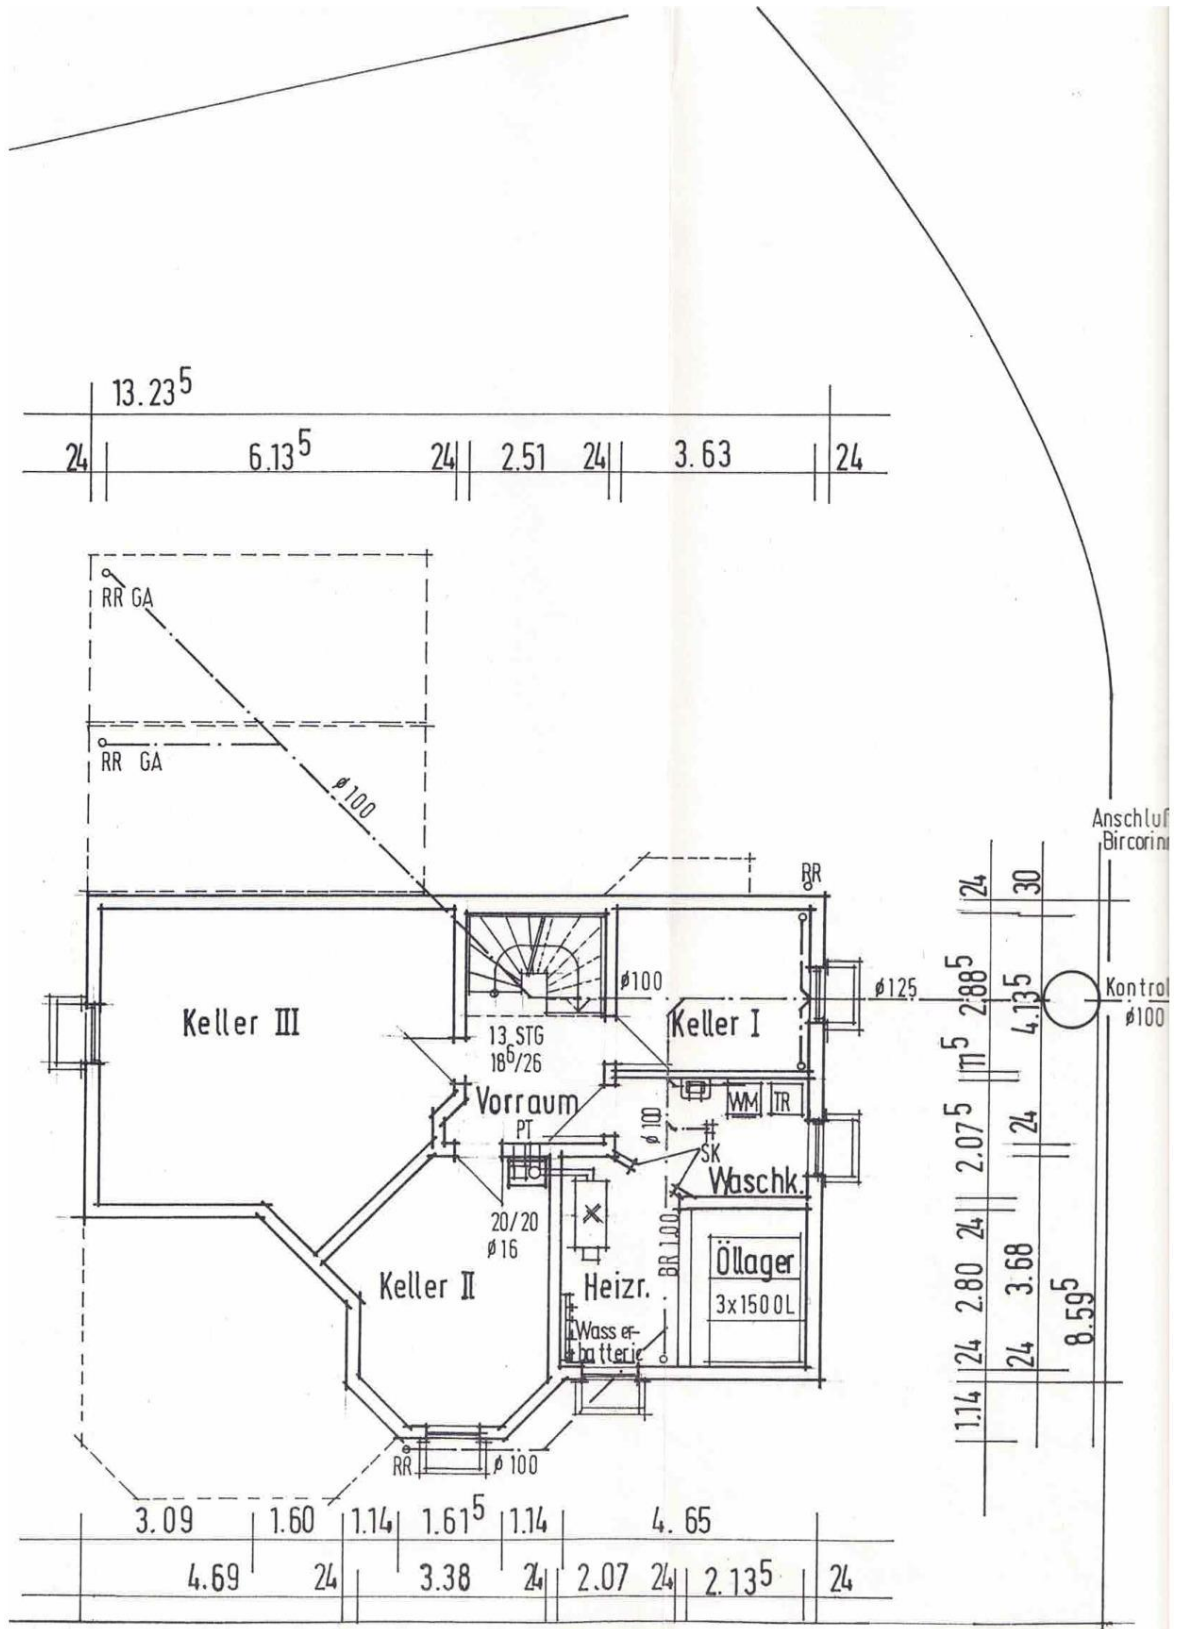 13.23⁵
24 6.13⁵ 24 2.51 24 3.63 24
RR GA
RR GA
ø100
Anschluß
Bircorin
RR
24 2.88⁵ 11⁵ 2.07⁵ 24 2.80 24 1.14
30 4.13⁵ 24 3.68 24
8.59⁵
ø100
ø125
Kontrol
ø100
Keller III
Keller I
13 STG
18⁶/26
Vorraum
PT
ø100
WM
TR
SK
Waschk.
20/20
ø16
BR 1.00
Keller II
Heizr.
Öllager
3x1500L
Wasser-
batterie
RR
ø100
3.09 1.60 1.14 1.61⁵ 1.14 4.65
4.69 24 3.38 24 2.07 24 2.13⁵ 24